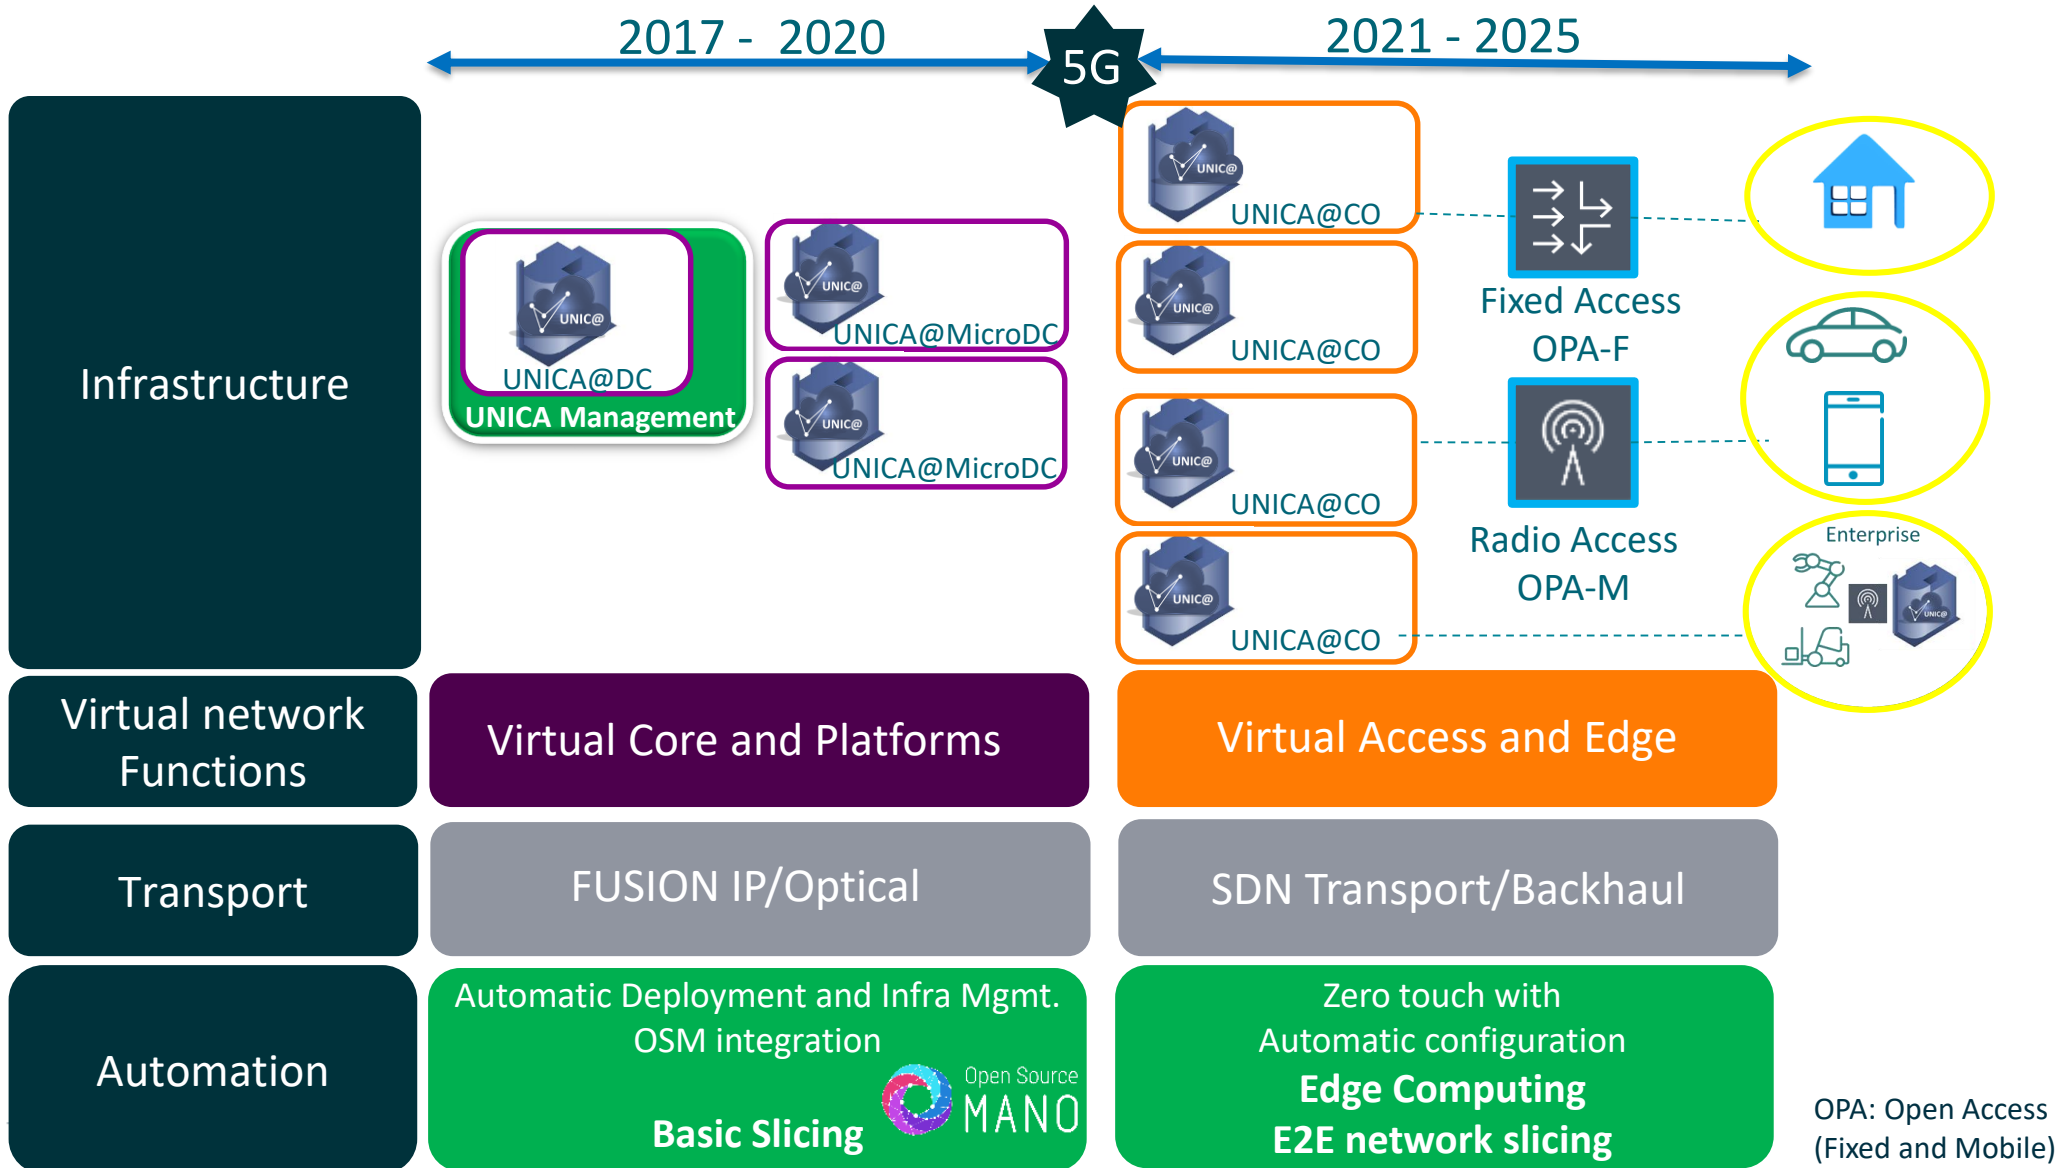 2017 - 2020
5G
2021 - 2025
Infrastructure
UNIC@
UNICA@DC
UNICA Management
UNIC@
UNICA@MicroDC
UNIC@
UNICA@MicroDC
UNIC@
UNICA@CO
UNIC@
UNICA@CO
UNIC@
UNICA@CO
UNIC@
UNICA@CO
Fixed Access
OPA-F
Radio Access
OPA-M
Enterprise
UNIC@
Virtual network
Functions
Virtual Core and Platforms
Virtual Access and Edge
Transport
FUSION IP/Optical
SDN Transport/Backhaul
Automation
Automatic Deployment and Infra Mgmt.
OSM integration
Open Source
MANO
Basic Slicing
Zero touch with
Automatic configuration
Edge Computing
E2E network slicing
OPA: Open Access
(Fixed and Mobile)